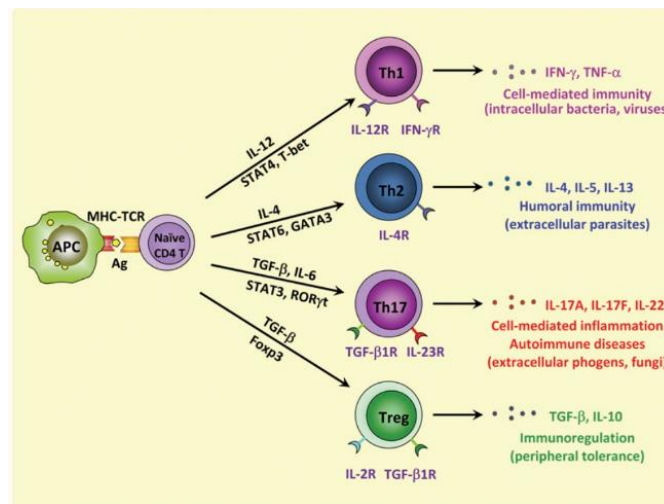 Th1
IFN-γ, TNF-α
Cell-mediated immunity
(intracellular bacteria, viruses
IL-12R IFN-γR
IL-12
STAT4, T-bet
Th2
IL-4, IL-5, IL-13
Humoral immunity
(extracellular parasites)
IL-4R
IL-4
STAT6, GATA3
MHC-TCR
APC
Ag
Naïve
CD4 T
TGF-β, IL-6
STAT3, RORγt
Th17
IL-17A, IL-17F, IL-22
Cell-mediated inflammation
Autoimmune diseases
(extracellular phogens, fungi)
TGF-β1R IL-23R
TGF-β
Foxp3
Treg
TGF-β, IL-10
Immunoregulation
(peripheral tolerance)
IL-2R TGF-β1R